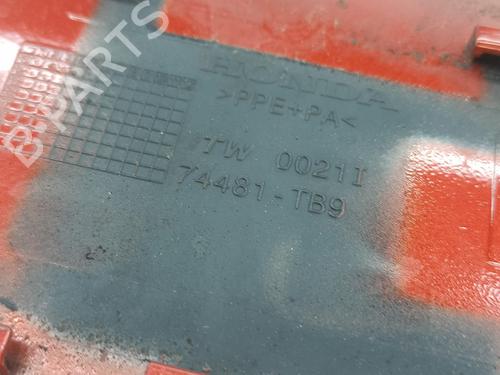 HONDA
>PPE+PA<
TW 0021I
74481-TB9
B-PARTS